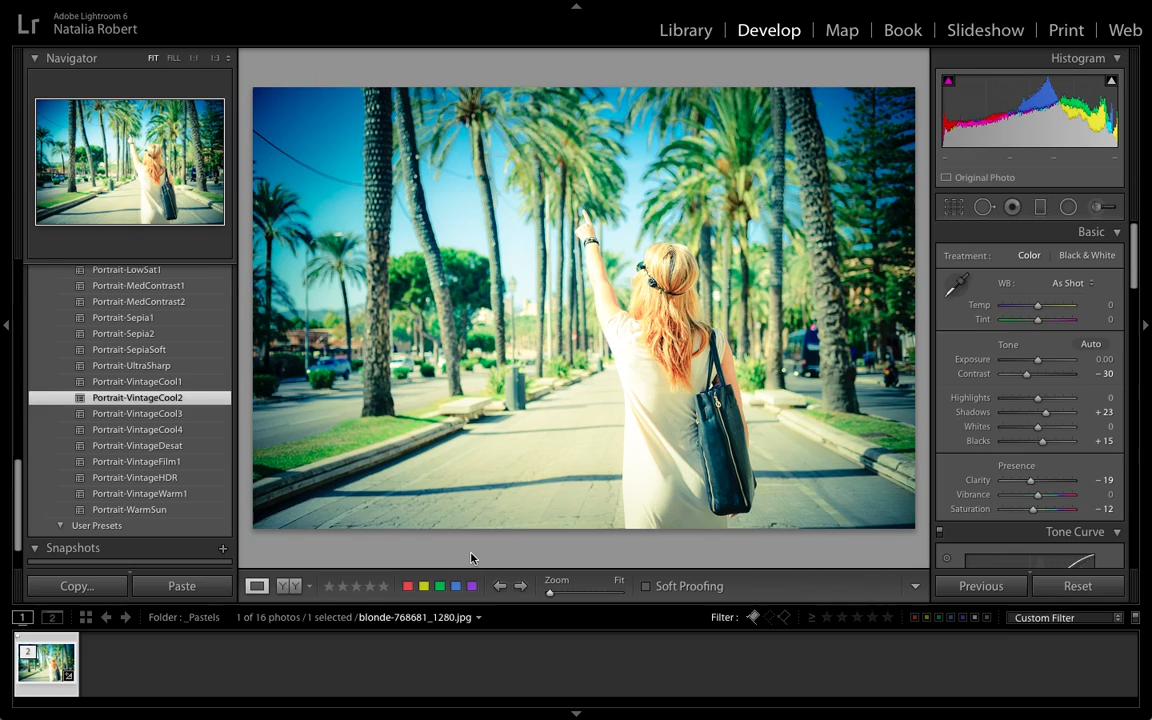 Lr
Adobe Lightroom 6
Natalia Robert
Library | Develop | Map | Book | Slideshow | Print | Web
Navigator FIT FILL 1:1 1:3
Portrait-LowSat1
Portrait-MedContrast1
Portrait-MedContrast2
Portrait-Sepia1
Portrait-Sepia2
Portrait-SepiaSoft
Portrait-UltraSharp
Portrait-VintageCool1
Portrait-VintageCool2
Portrait-VintageCool3
Portrait-VintageCool4
Portrait-VintageDesat
Portrait-VintageFilm1
Portrait-VintageHDR
Portrait-VintageWarm1
Portrait-WarmSun
User Presets
Snapshots +
Copy... Paste
Histogram
Original Photo
Basic
Treatment : Color Black & White
WB : As Shot
Temp 0
Tint 0
Tone Auto
Exposure 0.00
Contrast – 30
Highlights 0
Shadows + 23
Whites 0
Blacks + 15
Presence
Clarity – 19
Vibrance 0
Saturation – 12
Tone Curve
Previous Reset
YY Zoom Fit Soft Proofing
1 2 Folder : _Pastels 1 of 16 photos / 1 selected / blonde-768681_1280.jpg Filter : ≥ Custom Filter
2